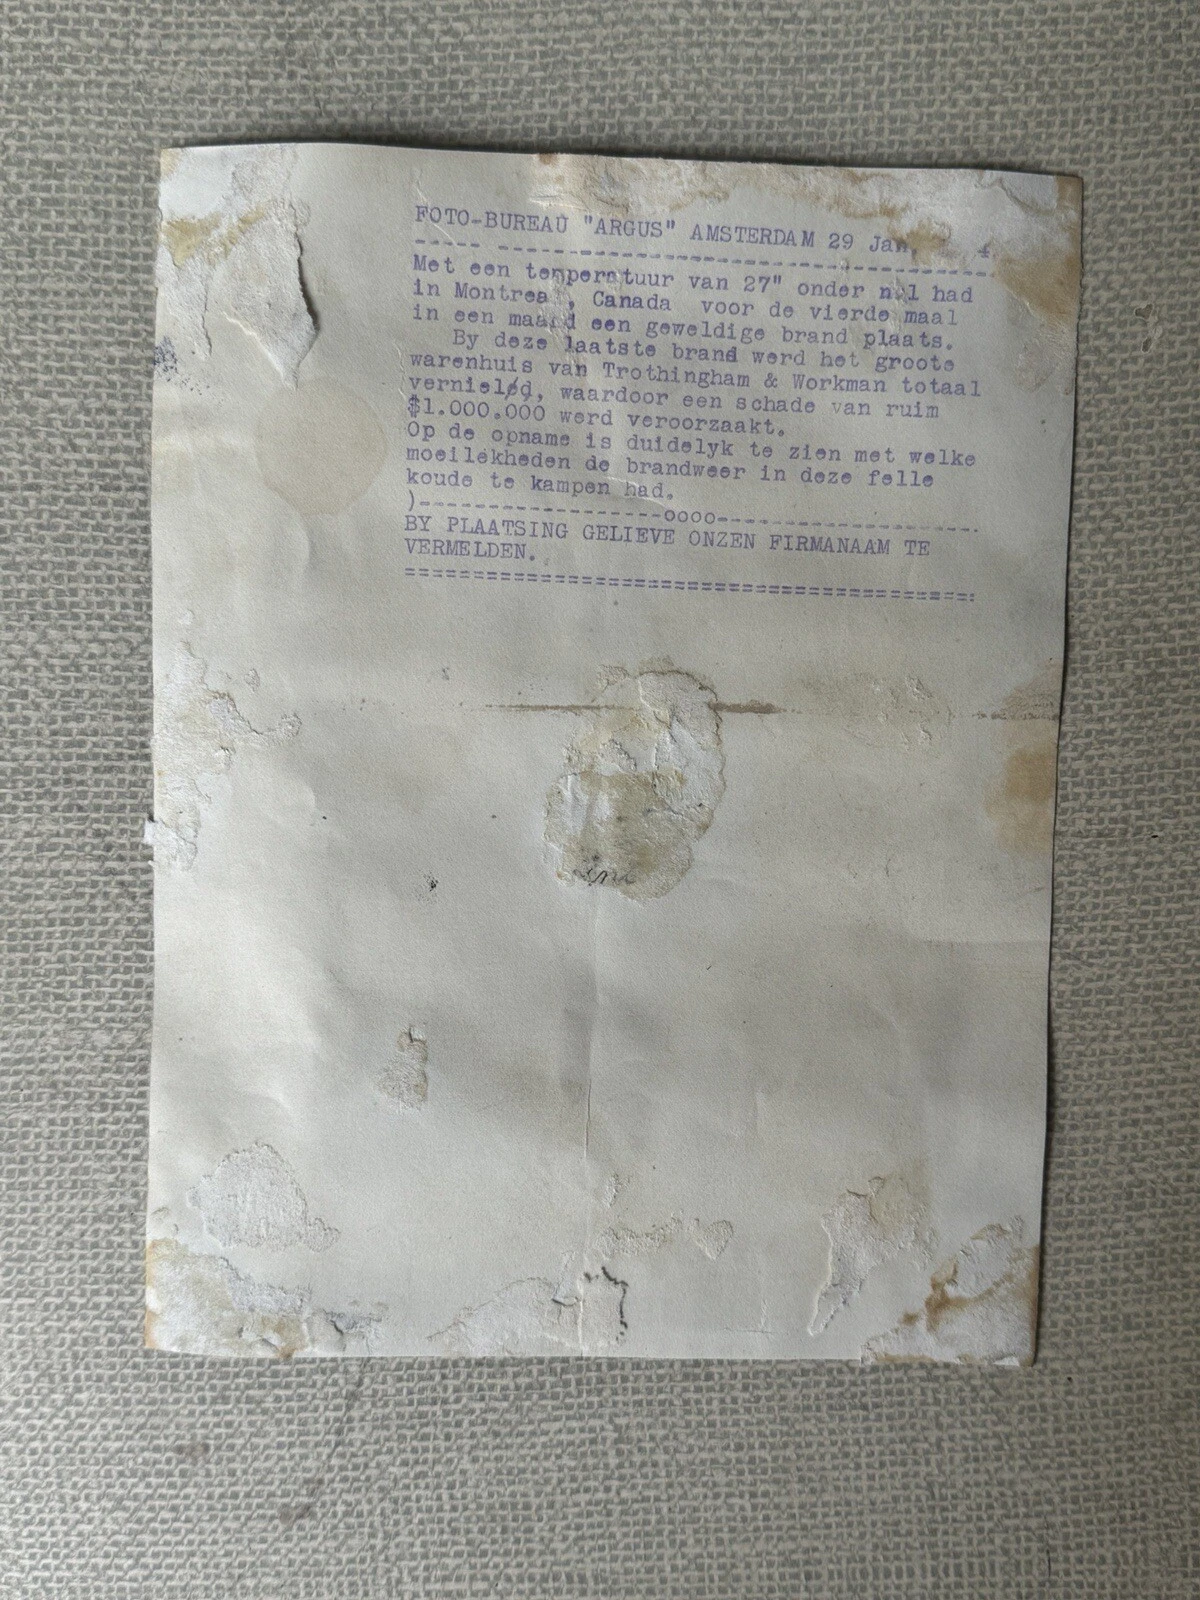 FOTO-BUREAU "ARGUS" AMSTERDAM 29 Jan 4.
Met een temperatuur van 27" onder nul had
in Montreal, Canada voor de vierde maal
in een maand een geweldige brand plaats.
By deze laatste brand werd het groote
warenhuis van Trothingham & Workman totaal
vernield, waardoor een schade van ruim
$1.000.000 werd veroorzaakt.
Op de opname is duidelyk te zien met welke
moeilekheden de brandweer in deze felle
koude te kampen had.
)------------------oooo--------------------.
BY PLAATSING GELIEVE ONZEN FIRMANAAM TE
VERMELDEN.